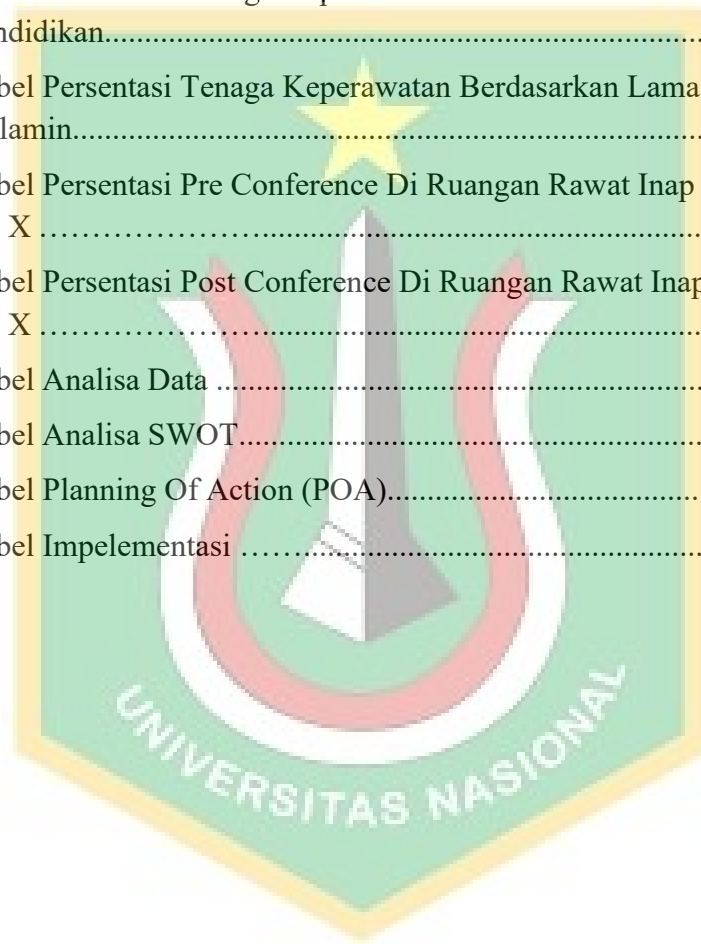 ndidikan..........................................................................
bel Persentasi Tenaga Keperawatan Berdasarkan Lama
lamin..............................................................................
bel Persentasi Pre Conference Di Ruangan Rawat Inap
X …………………......................................................
bel Persentasi Post Conference Di Ruangan Rawat Inap
X …………………......................................................
bel Analisa Data ............................................................
bel Analisa SWOT.........................................................
bel Planning Of Action (POA).......................................
bel Impelementasi ……................................................
UNIVERSITAS NASIONAL